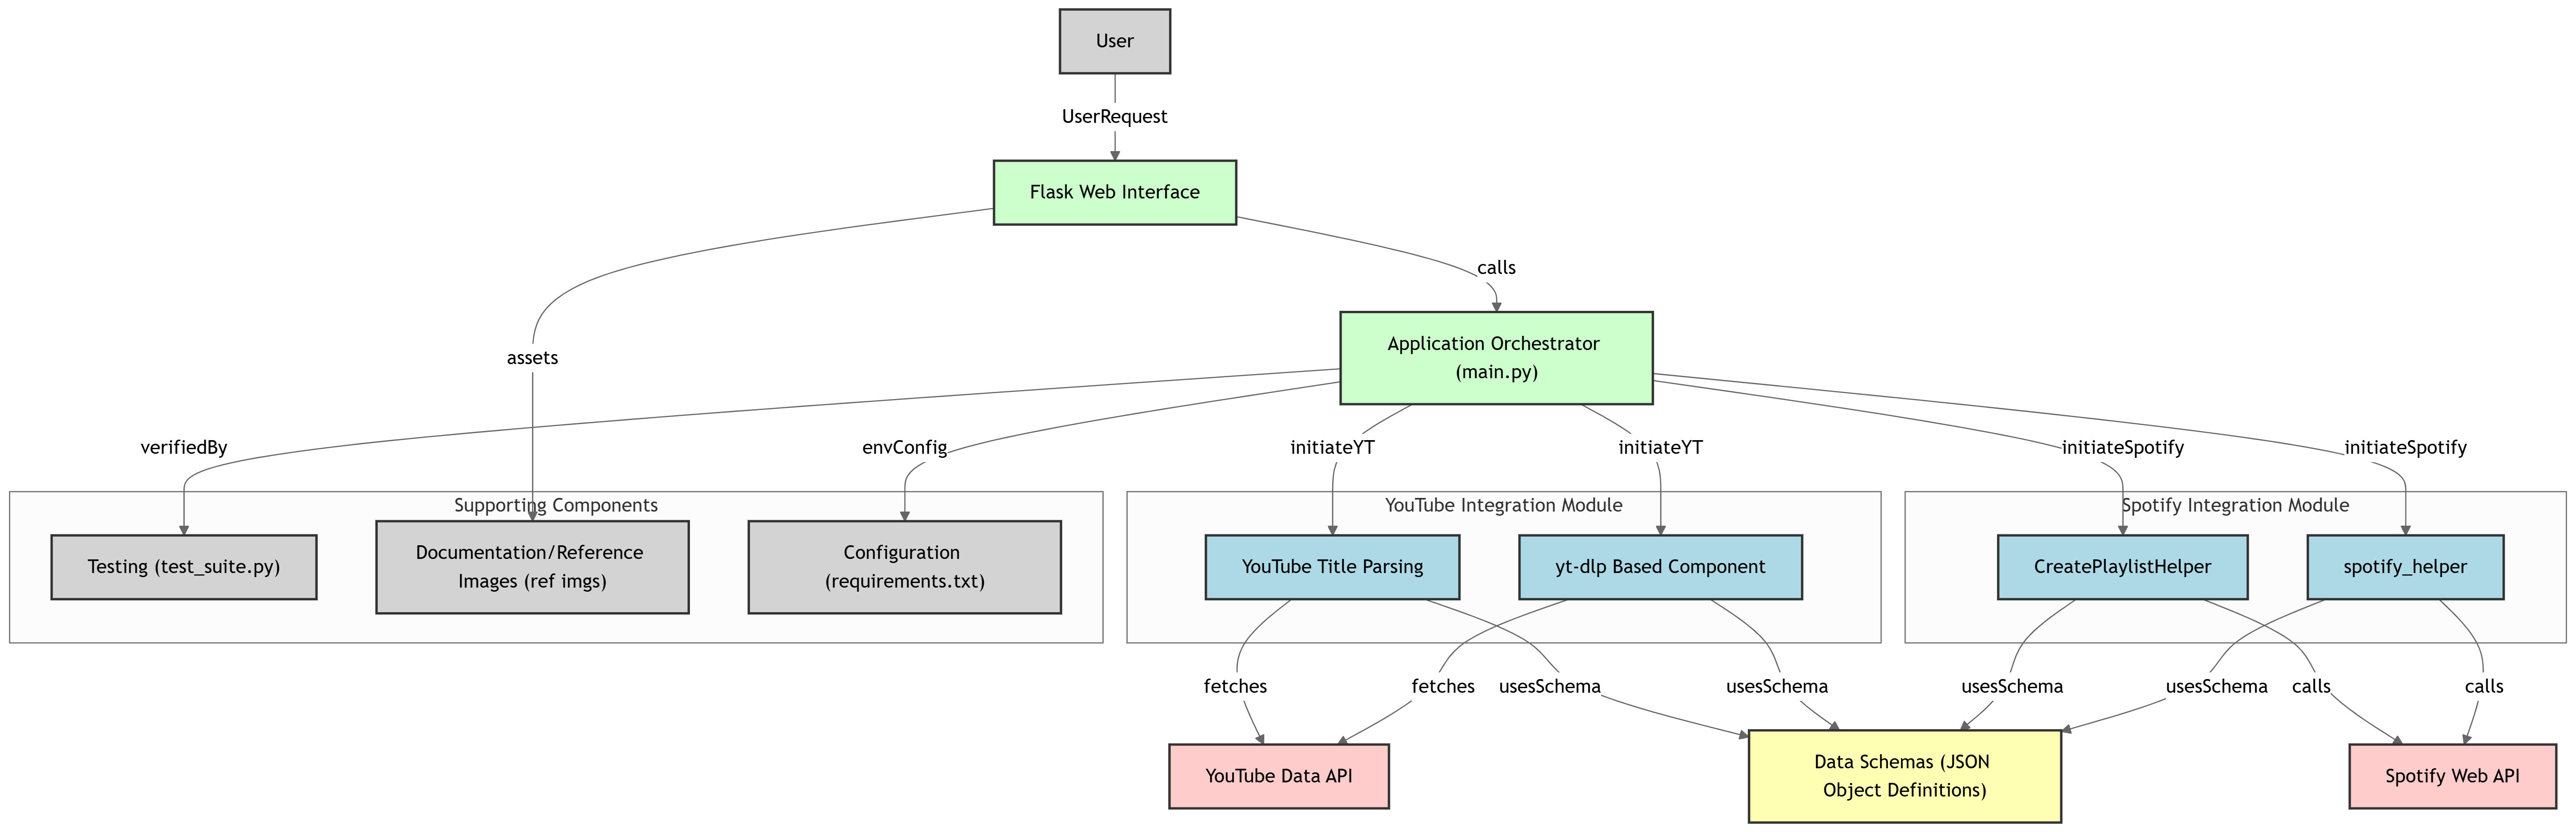 User
UserRequest
Flask Web Interface
calls
Application Orchestrator
(main.py)
assets
verifiedBy
envConfig
initiateYT
initiateYT
initiateSpotify
initiateSpotify
Supporting Components
Testing (test_suite.py)
Documentation/Reference
Images (ref imgs)
Configuration
(requirements.txt)
YouTube Integration Module
YouTube Title Parsing
yt-dlp Based Component
Spotify Integration Module
CreatePlaylistHelper
spotify_helper
fetches
fetches
usesSchema
usesSchema
usesSchema
usesSchema
calls
calls
YouTube Data API
Data Schemas (JSON
Object Definitions)
Spotify Web API